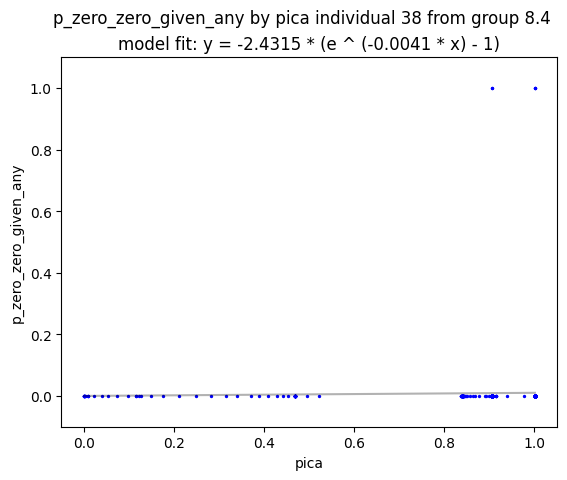 p_zero_zero_given_any by pica individual 38 from group 8.4
model fit: y = -2.4315 * (e ^ (-0.0041 * x) - 1)
p_zero_zero_given_any
1.0
0.8
0.6
0.4
0.2
0.0
0.0 0.2 0.4 0.6 0.8 1.0
pica